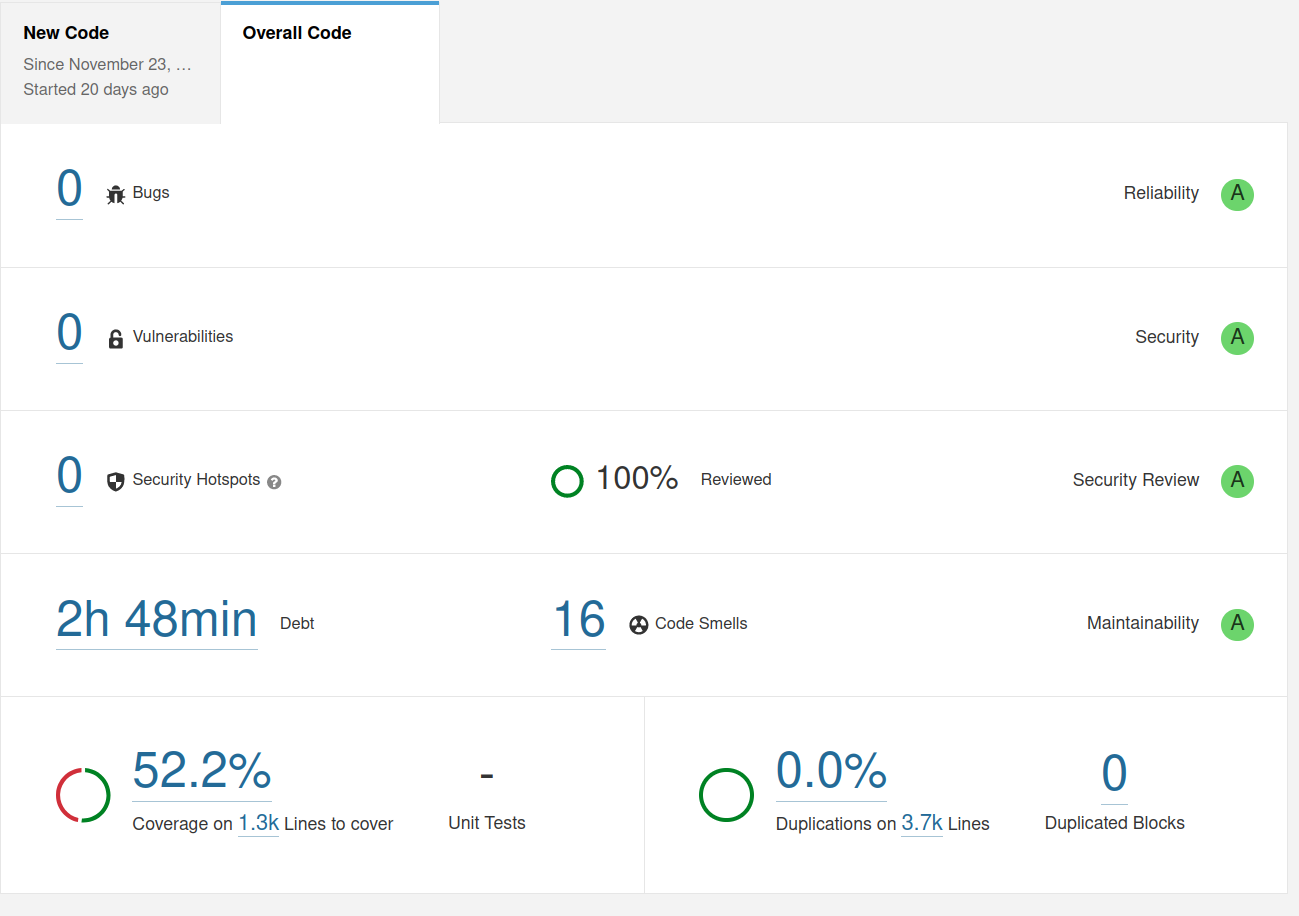 New Code
Since November 23, …
Started 20 days ago
Overall Code
0 Bugs
Reliability A
0 Vulnerabilities
Security A
0 Security Hotspots ?
100% Reviewed
Security Review A
2h 48min Debt
16 Code Smells
Maintainability A
52.2%
Coverage on 1.3k Lines to cover
-
Unit Tests
0.0%
Duplications on 3.7k Lines
0
Duplicated Blocks